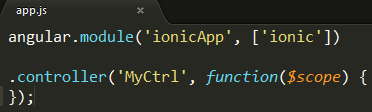 app.js
angular.module('ionicApp', ['ionic'])
.controller('MyCtrl', function($scope) {
});